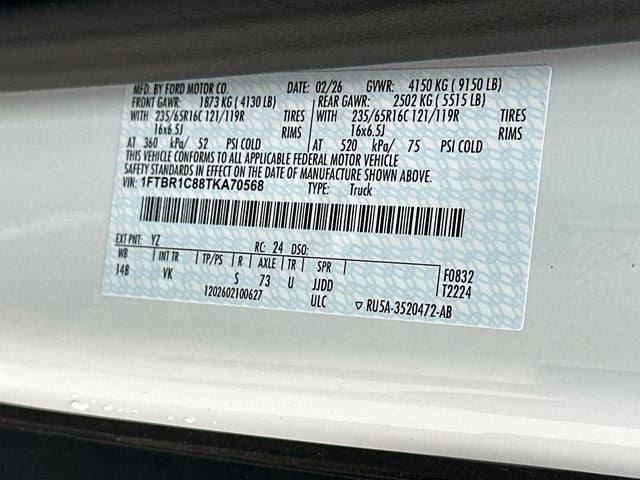 MFD. BY FORD MOTOR CO. DATE: 02/26 GVWR: 4150 KG ( 9150 LB)
FRONT GAWR: 1873 KG ( 4130 LB) REAR GAWR: 2502 KG ( 5515 LB)
WITH 235/65R16C 121/119R TIRES WITH 235/65R16C 121/119R TIRES
16x6.5J RIMS 16x6.5J RIMS
AT 360 kPa/ 52 PSI COLD AT 520 kPa/ 75 PSI COLD
THIS VEHICLE CONFORMS TO ALL APPLICABLE FEDERAL MOTOR VEHICLE
SAFETY STANDARDS IN EFFECT ON THE DATE OF MANUFACTURE SHOWN ABOVE.
VIN: 1FTBR1C88TKA70568 TYPE: Truck
EXT PNT: YZ RC: 24 DSO:
WB INT TR TP/PS R AXLE TR SPR F0832
14B VK S 73 U JJDD T2224
1202602100627 ULC ▽ RU5A-3520472-AB